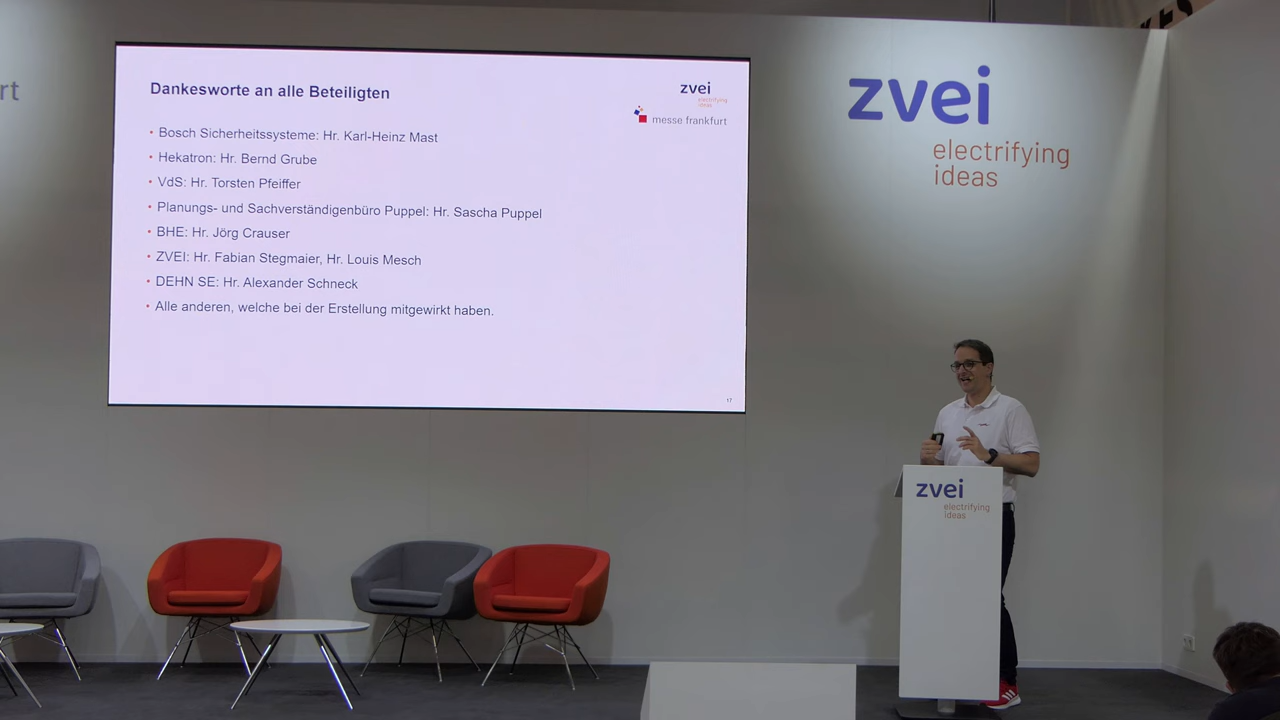 rt
Dankesworte an alle Beteiligten
zvei
electrifying
ideas
messe frankfurt
• Bosch Sicherheitssysteme: Hr. Karl-Heinz Mast
• Hekatron: Hr. Bernd Grube
• VdS: Hr. Torsten Pfeiffer
• Planungs- und Sachverständigenbüro Puppel: Hr. Sascha Puppel
• BHE: Hr. Jörg Crauser
• ZVEI: Hr. Fabian Stegmaier, Hr. Louis Mesch
• DEHN SE: Hr. Alexander Schneck
• Alle anderen, welche bei der Erstellung mitgewirkt haben.
17
zvei
electrifying
ideas
zvei
electrifying
ideas